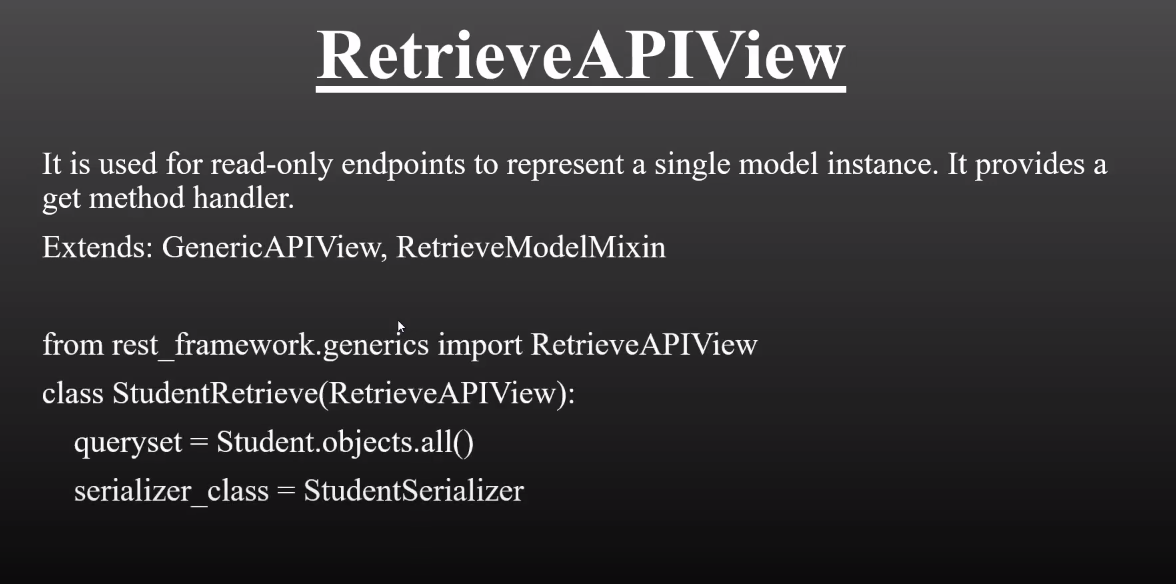 RetrieveAPIView
It is used for read-only endpoints to represent a single model instance. It provides a
get method handler.
Extends: GenericAPIView, RetrieveModelMixin
from rest_framework.generics import RetrieveAPIView
class StudentRetrieve(RetrieveAPIView):
queryset = Student.objects.all()
serializer_class = StudentSerializer